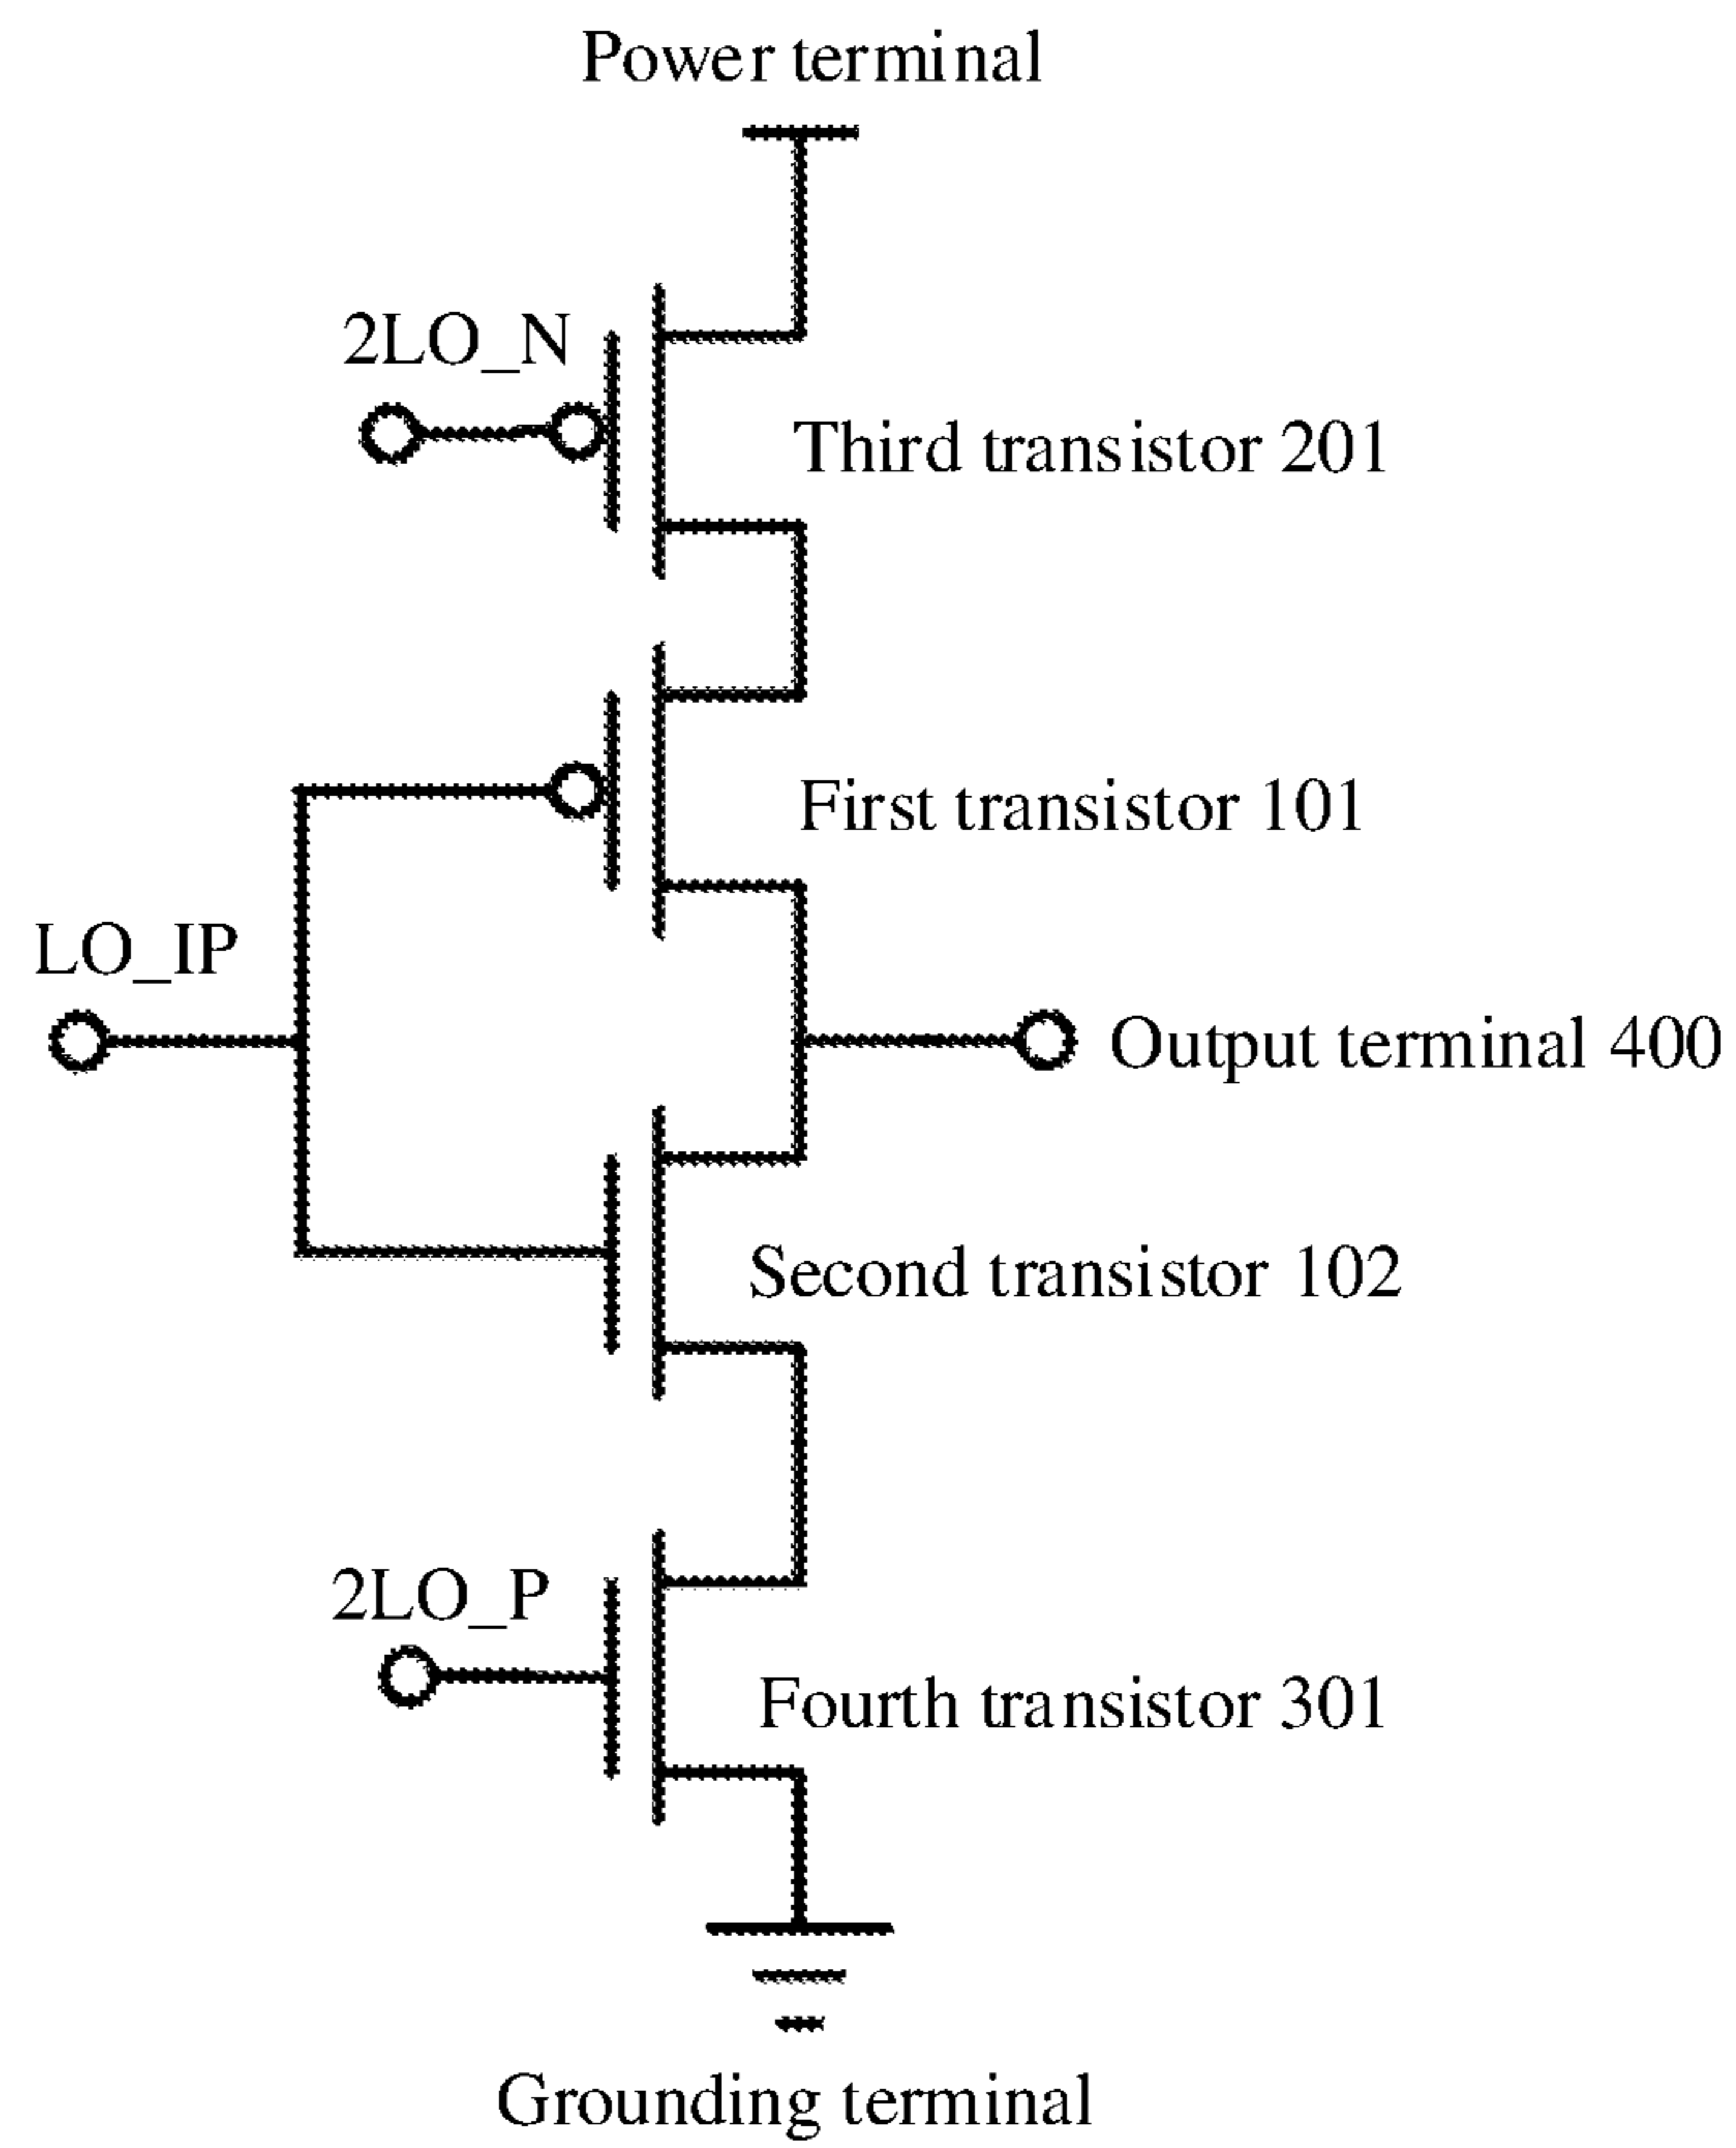 Power terminal
2LO_N
Third transistor 201
First transistor 101
LO_IP
Output terminal 400
Second transistor 102
2LO_P
Fourth transistor 301
Grounding terminal